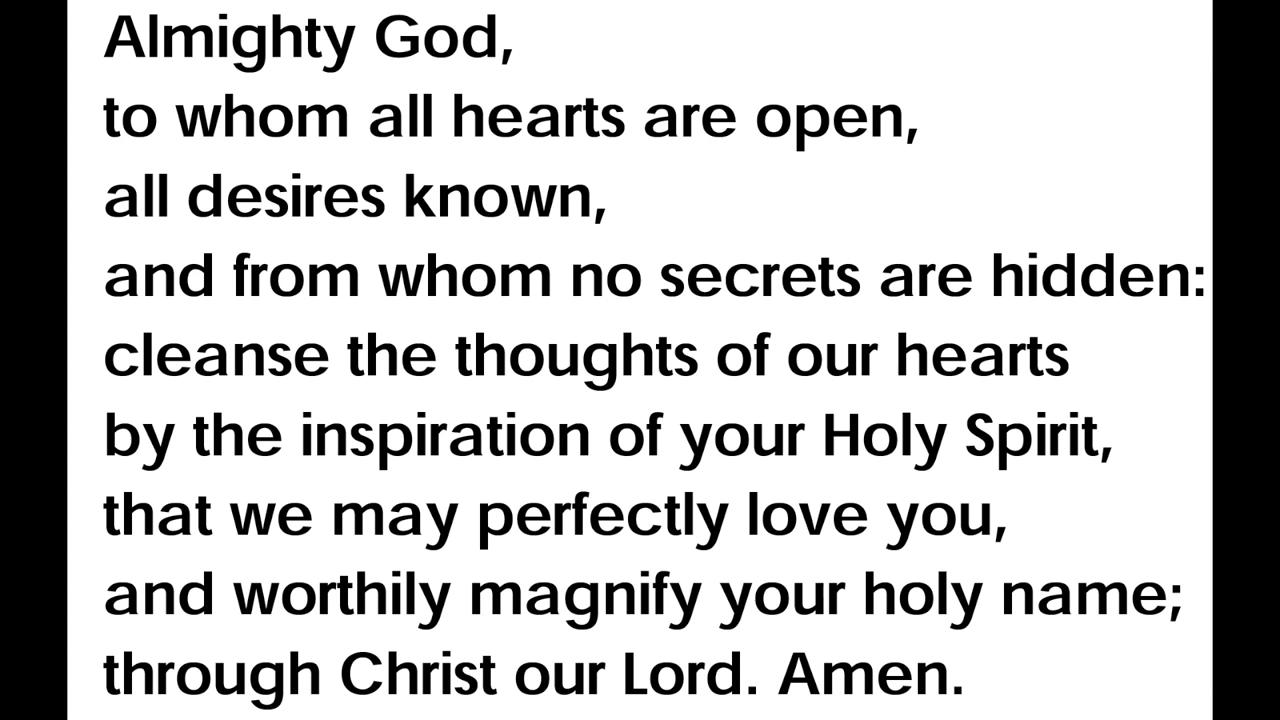 Almighty God,
to whom all hearts are open,
all desires known,
and from whom no secrets are hidden:
cleanse the thoughts of our hearts
by the inspiration of your Holy Spirit,
that we may perfectly love you,
and worthily magnify your holy name;
through Christ our Lord. Amen.